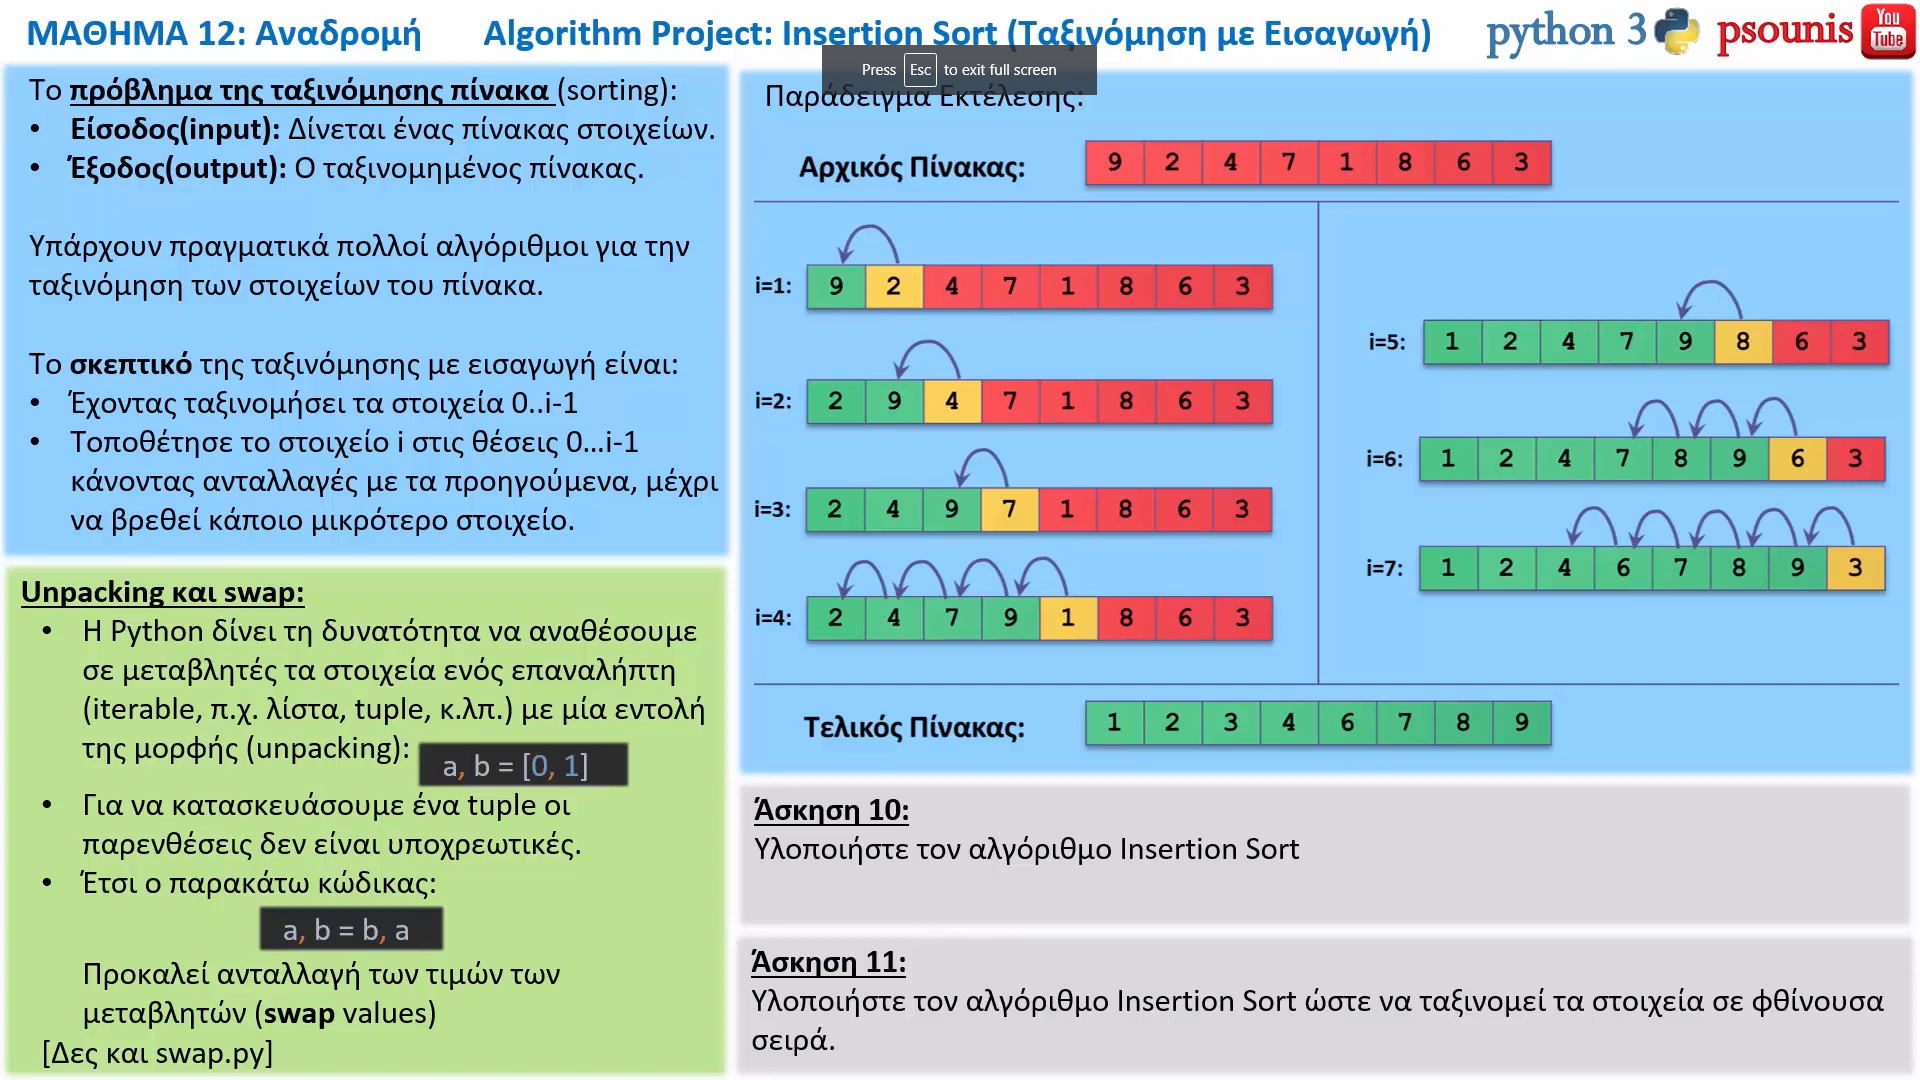 ΜΑΘΗΜΑ 12: Αναδρομή
Algorithm Project: Insertion Sort (Ταξινόμηση με Εισαγωγή)
python 3
psounis
You
Tube
Press Esc to exit full screen
Το πρόβλημα της ταξινόμησης πίνακα (sorting):
• Είσοδος(input): Δίνεται ένας πίνακας στοιχείων.
• Έξοδος(output): Ο ταξινομημένος πίνακας.
Υπάρχουν πραγματικά πολλοί αλγόριθμοι για την
ταξινόμηση των στοιχείων του πίνακα.
Το σκεπτικό της ταξινόμησης με εισαγωγή είναι:
• Έχοντας ταξινομήσει τα στοιχεία 0..i-1
• Τοποθέτησε το στοιχείο i στις θέσεις 0...i-1
κάνοντας ανταλλαγές με τα προηγούμενα, μέχρι
να βρεθεί κάποιο μικρότερο στοιχείο.
Unpacking και swap:
• Η Python δίνει τη δυνατότητα να αναθέσουμε
σε μεταβλητές τα στοιχεία ενός επαναλήπτη
(iterable, π.χ. λίστα, tuple, κ.λπ.) με μία εντολή
της μορφής (unpacking): a, b = [0, 1]
• Για να κατασκευάσουμε ένα tuple οι
παρενθέσεις δεν είναι υποχρεωτικές.
• Έτσι ο παρακάτω κώδικας:
a, b = b, a
Προκαλεί ανταλλαγή των τιμών των
μεταβλητών (swap values)
[Δες και swap.py]
Παράδειγμα Εκτέλεσης:
Αρχικός Πίνακας: 9 2 4 7 1 8 6 3
i=1: 9 2 4 7 1 8 6 3
i=2: 2 9 4 7 1 8 6 3
i=3: 2 4 9 7 1 8 6 3
i=4: 2 4 7 9 1 8 6 3
i=5: 1 2 4 7 9 8 6 3
i=6: 1 2 4 7 8 9 6 3
i=7: 1 2 4 6 7 8 9 3
Τελικός Πίνακας: 1 2 3 4 6 7 8 9
Άσκηση 10:
Υλοποιήστε τον αλγόριθμο Insertion Sort
Άσκηση 11:
Υλοποιήστε τον αλγόριθμο Insertion Sort ώστε να ταξινομεί τα στοιχεία σε φθίνουσα
σειρά.